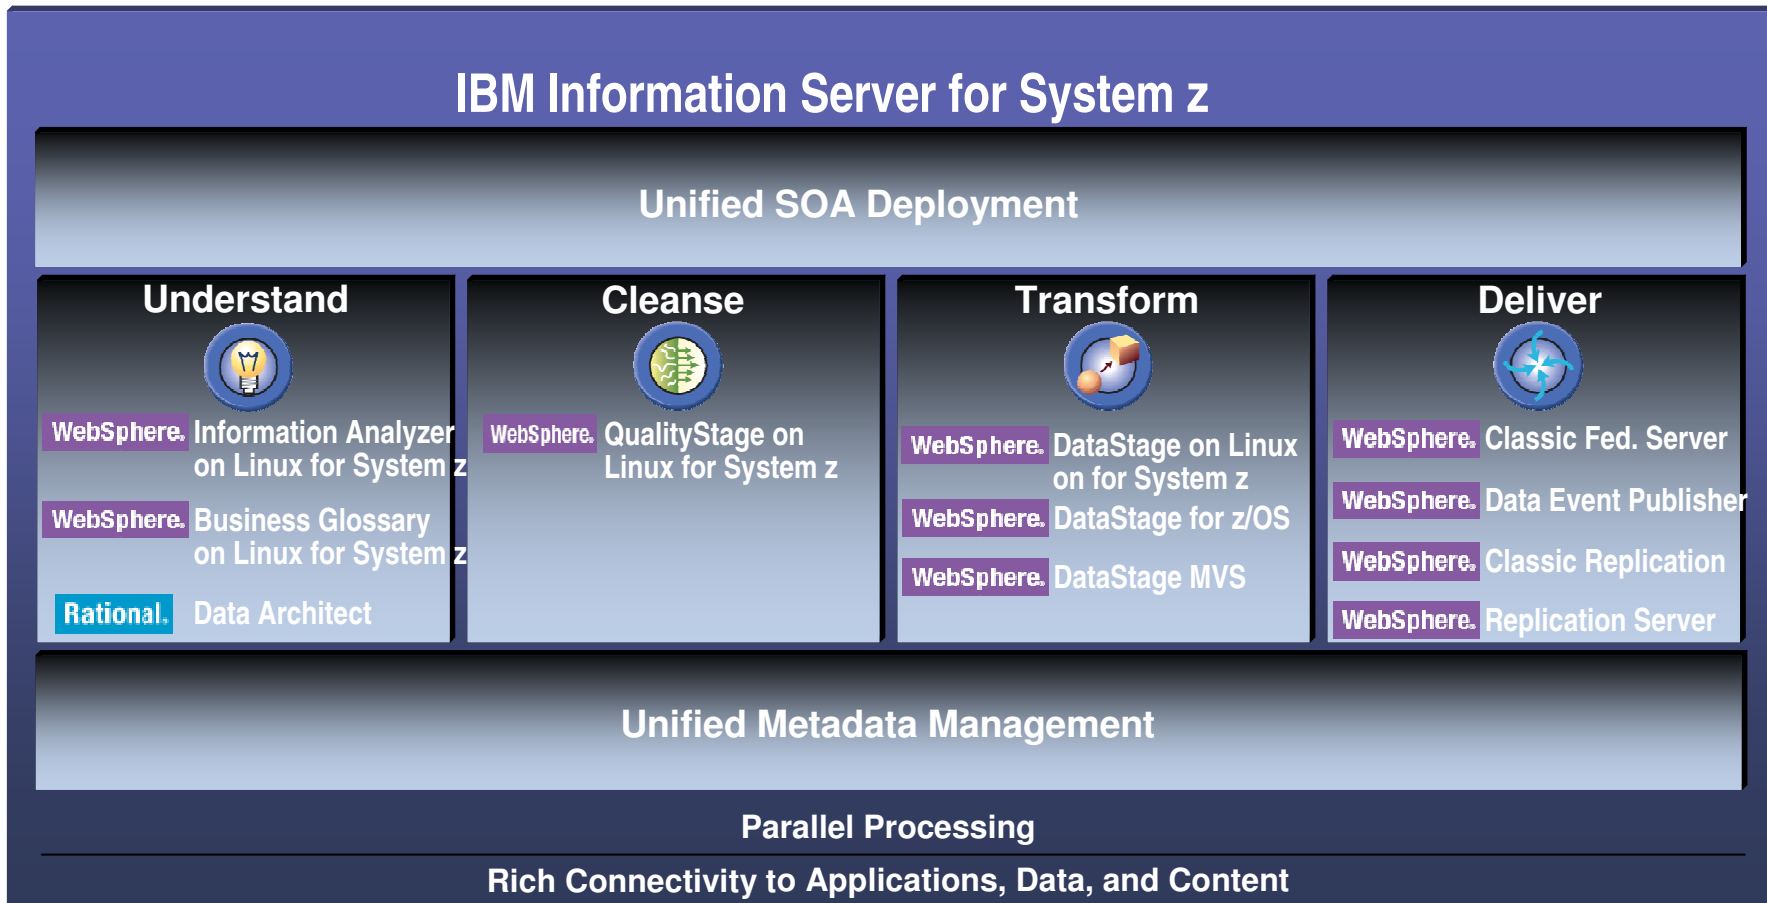 IBM Information Server for System z
Unified SOA Deployment
Understand
WebSphere. Information Analyzer
on Linux for System z
WebSphere. Business Glossary
on Linux for System z
Rational. Data Architect
Cleanse
WebSphere. QualityStage on
Linux for System z
Transform
WebSphere. DataStage on Linux
on for System z
WebSphere. DataStage for z/OS
WebSphere. DataStage MVS
Deliver
WebSphere. Classic Fed. Server
WebSphere. Data Event Publisher
WebSphere. Classic Replication
WebSphere. Replication Server
Unified Metadata Management
Parallel Processing
Rich Connectivity to Applications, Data, and Content